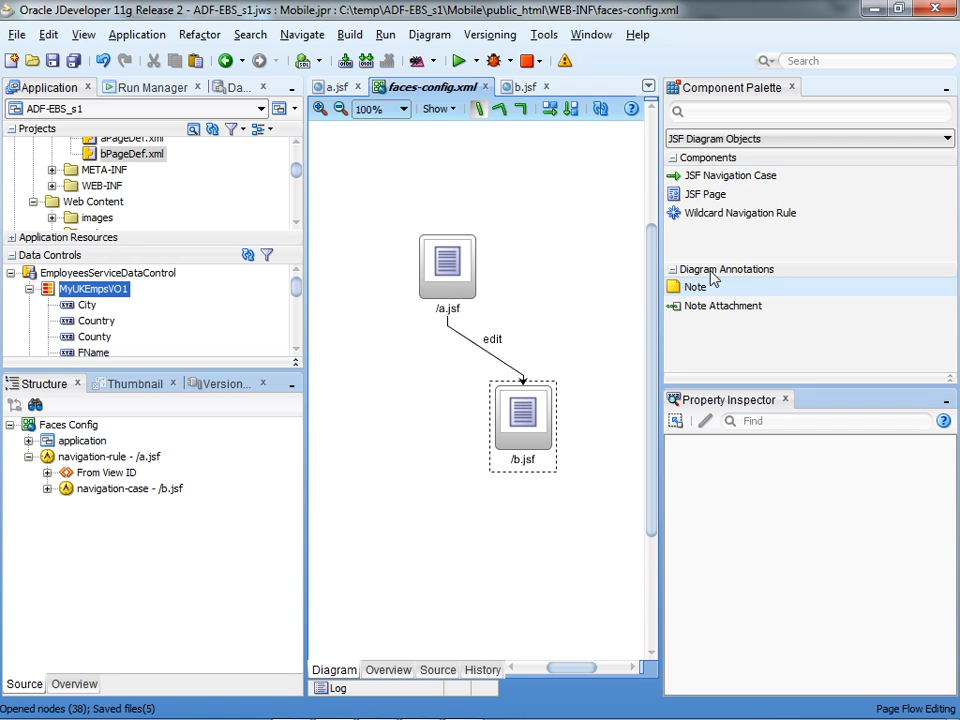 Oracle JDeveloper 11g Release 2 - ADF-EBS_s1.jws : Mobile.jpr : C:\temp\ADF-EBS_s1\Mobile\public_html\WEB-INF\faces-config.xml
File Edit View Application Refactor Search Navigate Build Run Diagram Versioning Tools Window Help
Search
Application Run Manager Da...
ADF-EBS_s1
Projects
aPageDef.xml
bPageDef.xml
META-INF
WEB-INF
Web Content
images
Application Resources
Data Controls
EmployeesServiceDataControl
MyUKEmpsVO1
City
Country
County
FName
Structure Thumbnail Version...
Faces Config
application
navigation-rule - /a.jsf
From View ID
navigation-case - /b.jsf
Source Overview
a.jsf faces-config.xml b.jsf
100% Show
/a.jsf
edit
/b.jsf
Diagram Overview Source History
Log
Component Palette
JSF Diagram Objects
Components
JSF Navigation Case
JSF Page
Wildcard Navigation Rule
Diagram Annotations
Note
Note Attachment
Property Inspector
Find
Opened nodes (38); Saved files(5)
Page Flow Editing